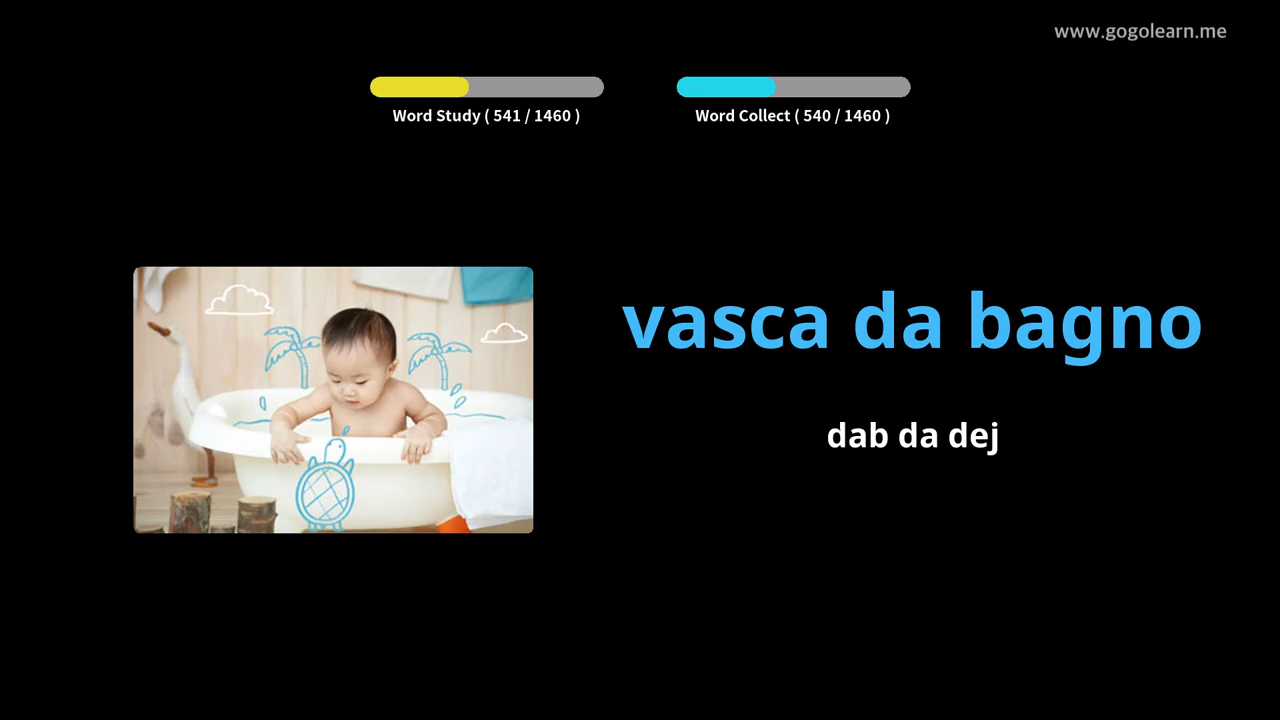 www.gogolearn.me
Word Study ( 541 / 1460 )
Word Collect ( 540 / 1460 )
vasca da bagno
dab da dej